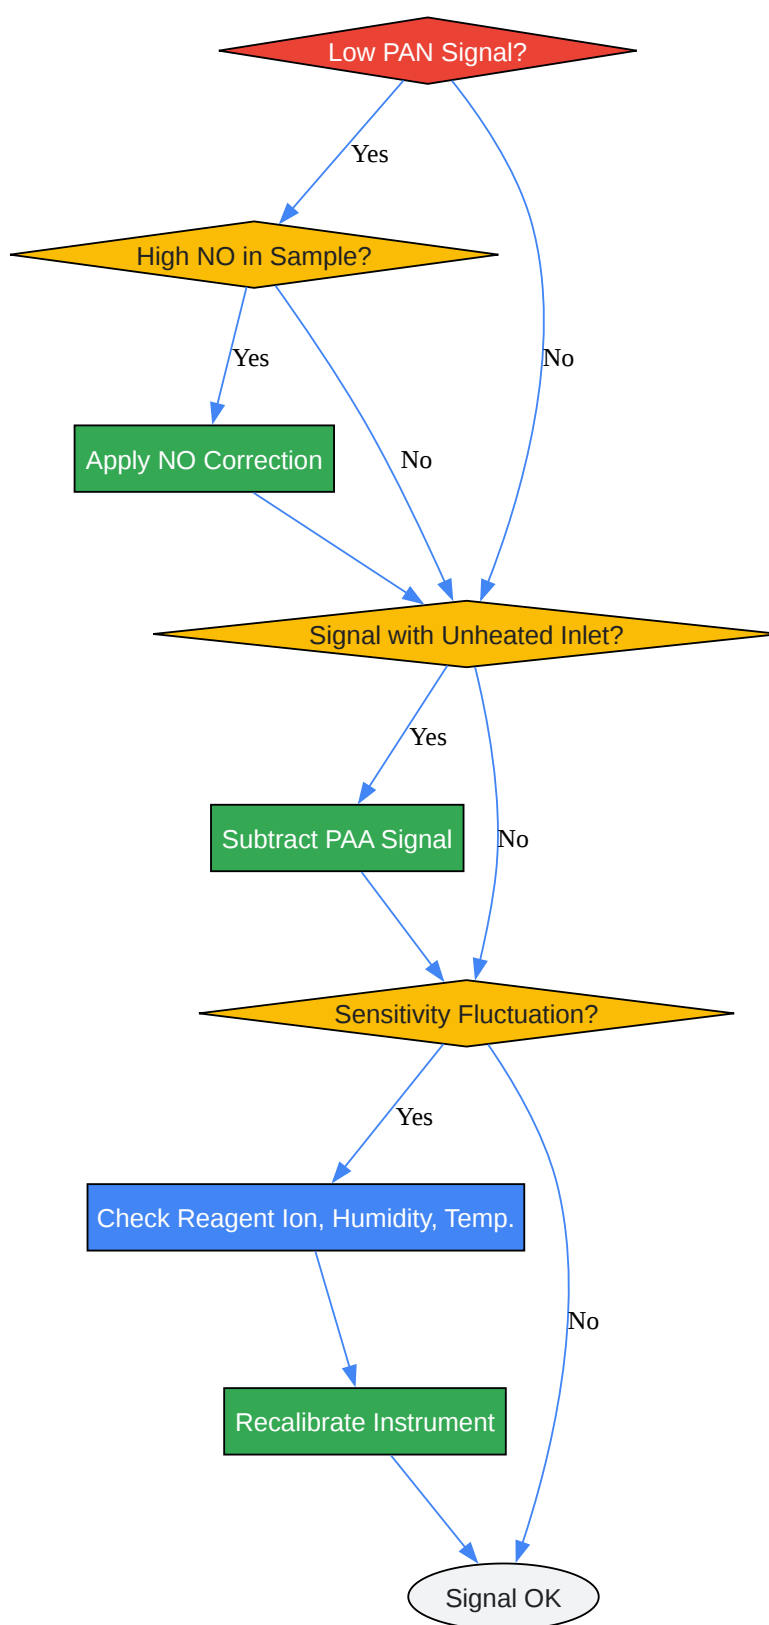 Low PAN Signal?
Yes
High NO in Sample?
Yes
No
Apply NO Correction
No
Signal with Unheated Inlet?
Yes
Subtract PAA Signal
No
Sensitivity Fluctuation?
Yes
Check Reagent Ion, Humidity, Temp.
No
Recalibrate Instrument
Signal OK